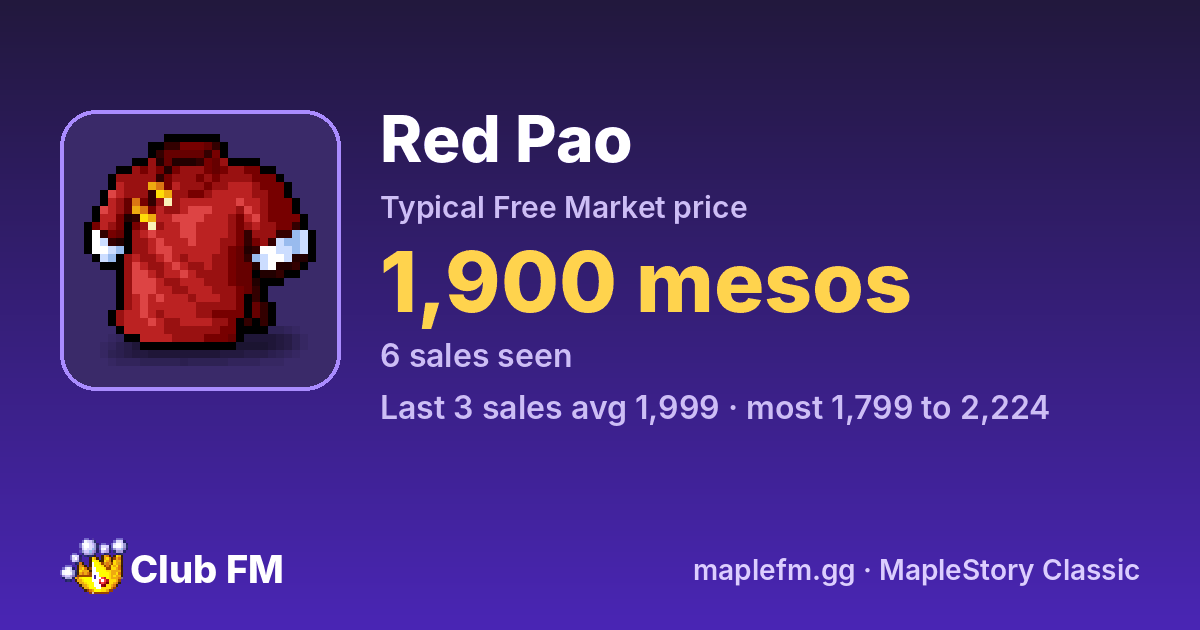 Red Pao
Typical Free Market price
1,900 mesos
6 sales seen
Last 3 sales avg 1,999 · most 1,799 to 2,224
Club FM
maplefm.gg · MapleStory Classic